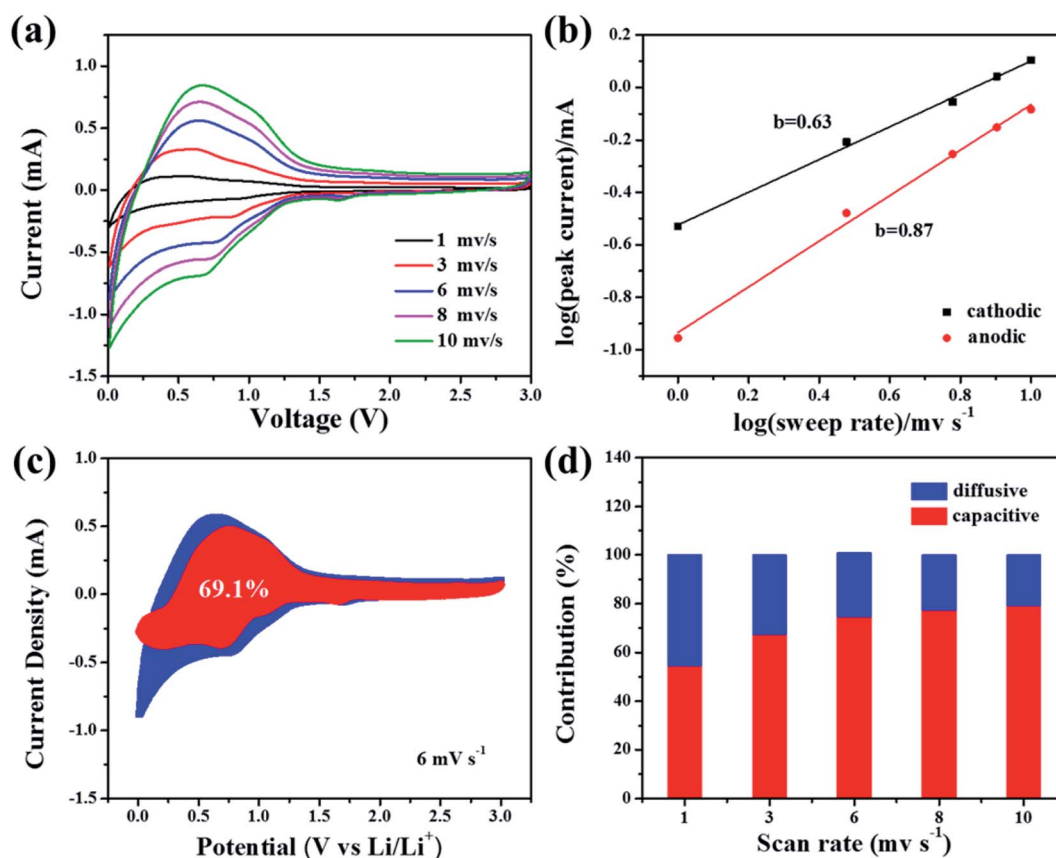 (a)
1.0
0.5
0.0
-0.5
-1.0
-1.5
Current (mA)
1 mv/s
3 mv/s
6 mv/s
8 mv/s
10 mv/s
0.0 0.5 1.0 1.5 2.0 2.5 3.0
Voltage (V)
(b)
0.2
0.0
-0.2
-0.4
-0.6
-0.8
-1.0
log(peak current)/mA
b=0.63
b=0.87
cathodic
anodic
0.0 0.2 0.4 0.6 0.8 1.0
log(sweep rate)/mv s-1
(c)
1.0
0.5
0.0
-0.5
-1.0
-1.5
Current Density (mA)
69.1%
6 mV s-1
0.0 0.5 1.0 1.5 2.0 2.5 3.0
Potential (V vs Li/Li+)
(d)
140
120
100
80
60
40
20
0
Contribution (%)
diffusive
capacitive
1 3 6 8 10
Scan rate (mv s-1)